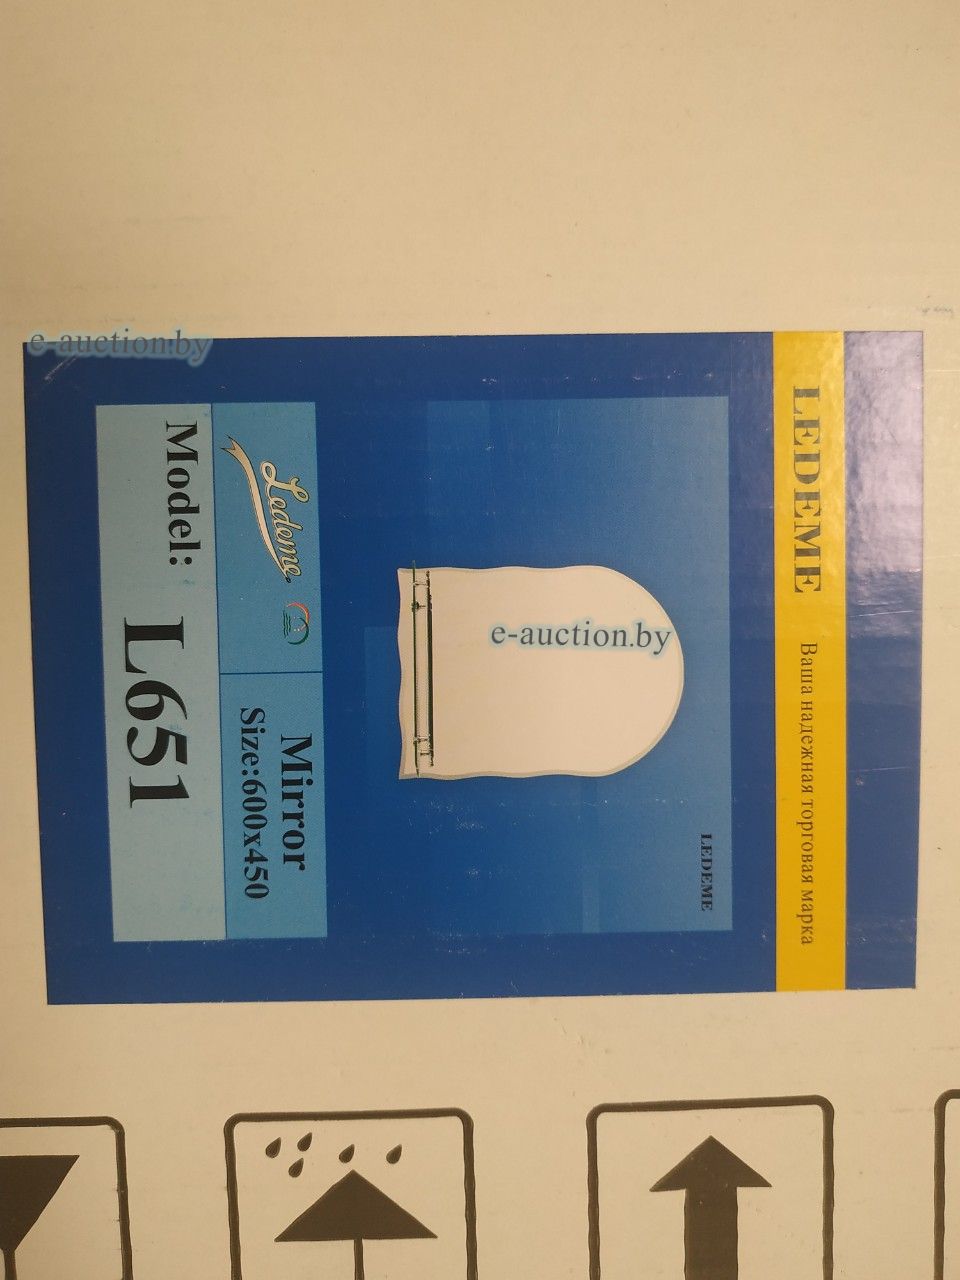 LEDEME Ваша надежная торговая марка
LEDEME
Ledeme
Mirror
Size:600x450
Model: L651
e-auction.by
e-auction.by